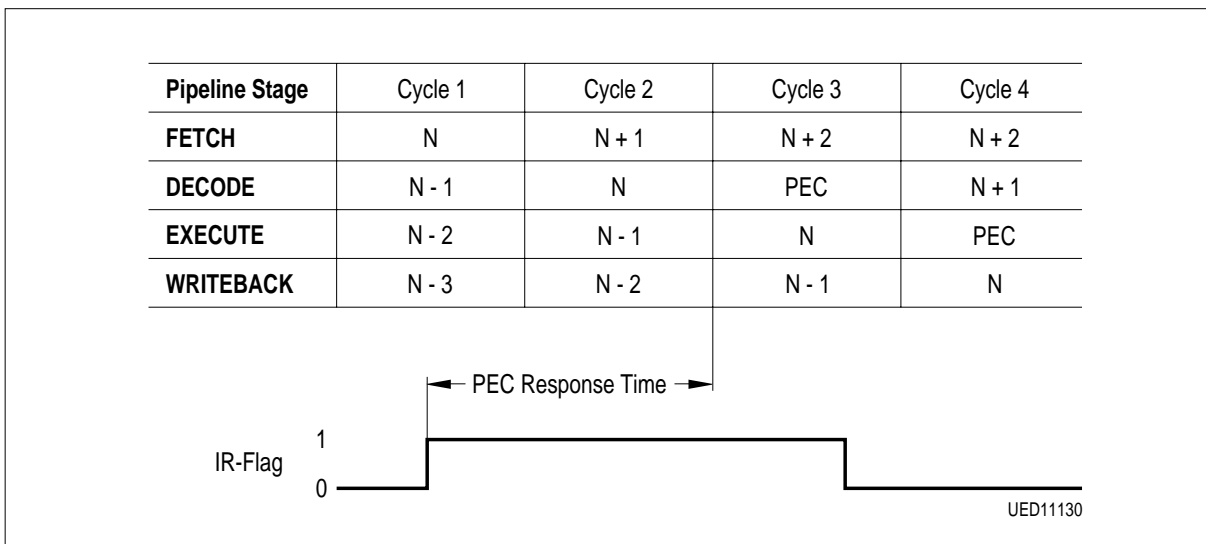 Pipeline Stage Cycle 1 Cycle 2 Cycle 3 Cycle 4
FETCH N N + 1 N + 2 N + 2
DECODE N - 1 N PEC N + 1
EXECUTE N - 2 N - 1 N PEC
WRITEBACK N - 3 N - 2 N - 1 N
PEC Response Time
1
IR-Flag
0
UED11130